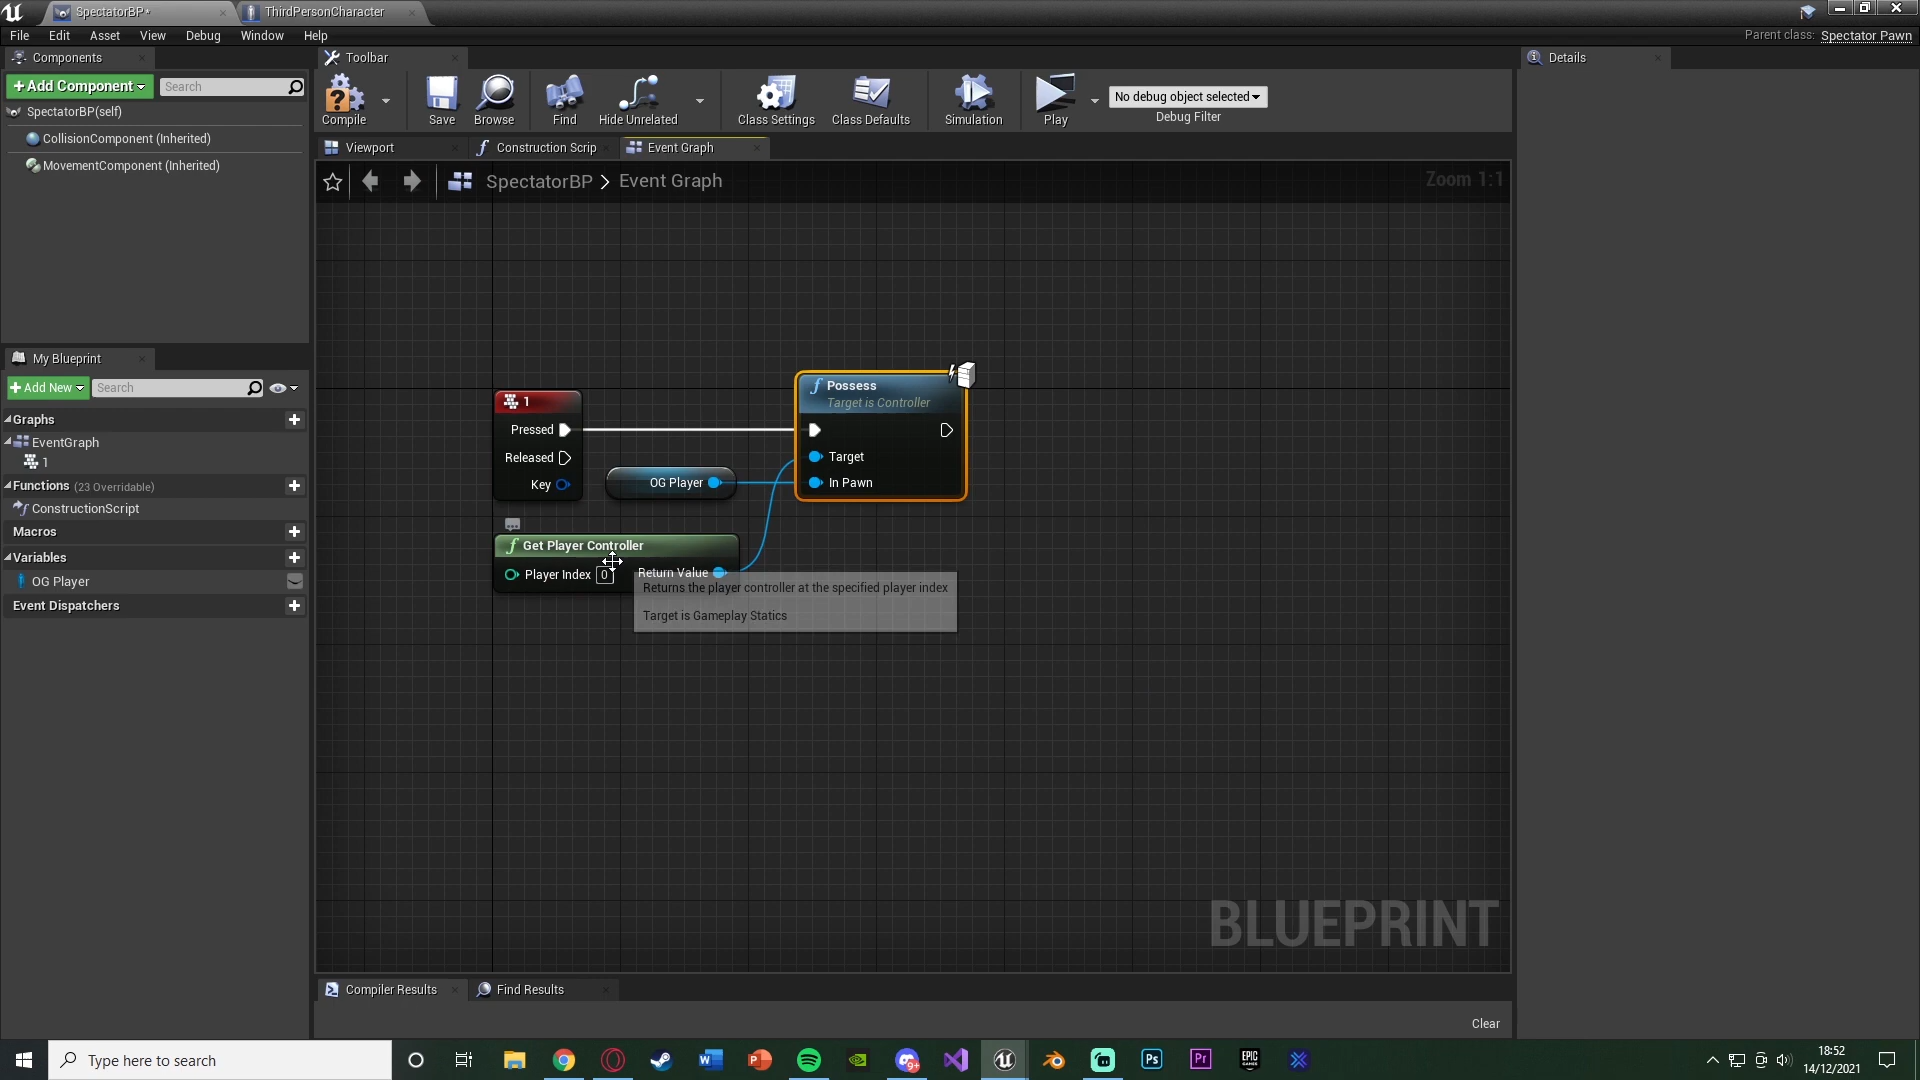 SpectatorBP*
ThirdPersonCharacter
File Edit Asset View Debug Window Help
Parent class: Spectator Pawn
Components
Toolbar
Details
+Add Component
Search
SpectatorBP(self)
CollisionComponent (Inherited)
MovementComponent (Inherited)
Compile
Save
Browse
Find
Hide Unrelated
Class Settings
Class Defaults
Simulation
Play
No debug object selected
Debug Filter
Viewport
Construction Scrip
Event Graph
SpectatorBP > Event Graph
Zoom 1:1
My Blueprint
+Add New
Search
Graphs
EventGraph
1
Functions (23 Overridable)
ConstructionScript
Macros
Variables
OG Player
Event Dispatchers
1
Pressed
Released
Key
OG Player
Possess
Target is Controller
Target
In Pawn
Get Player Controller
Player Index 0
Return Value
Returns the player controller at the specified player index
Target is Gameplay Statics
BLUEPRINT
Compiler Results
Find Results
Clear
Type here to search
9+
Ps
Pr
EPIC
GAMES
18:52
14/12/2021